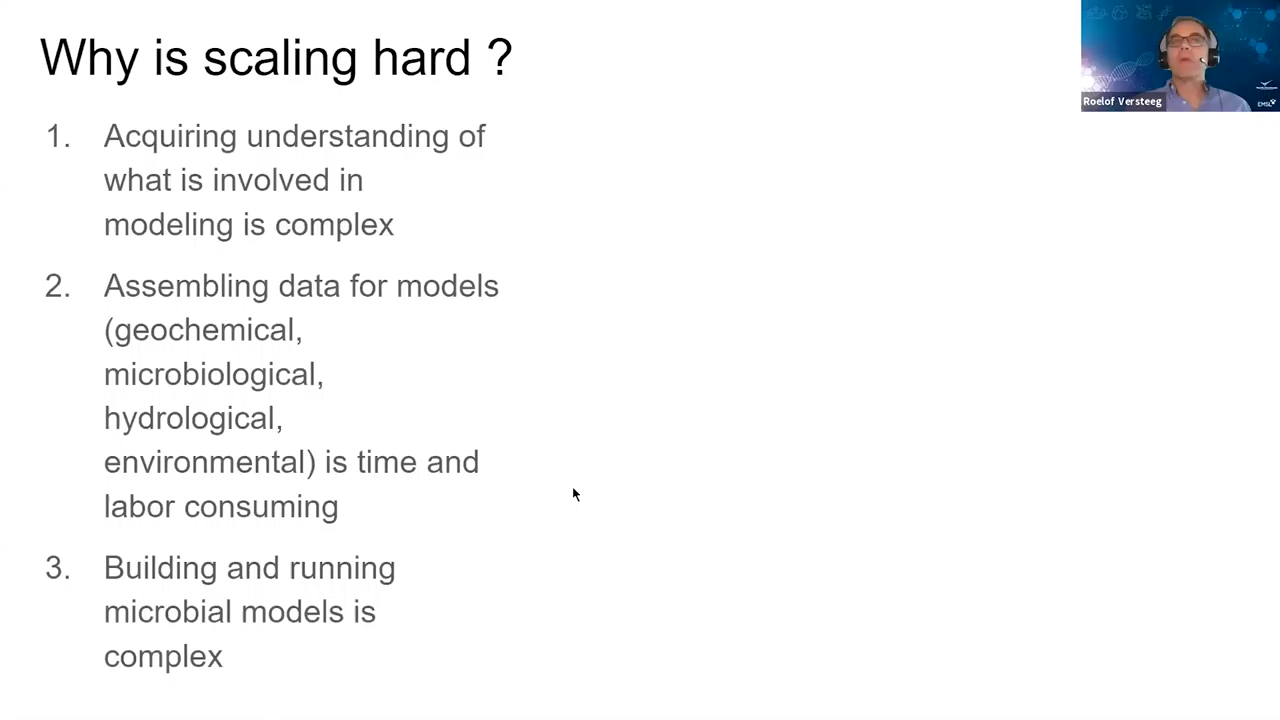 Why is scaling hard ?
1. Acquiring understanding of
what is involved in
modeling is complex
2. Assembling data for models
(geochemical,
microbiological,
hydrological,
environmental) is time and
labor consuming
3. Building and running
microbial models is
complex
Roelof Versteeg
EMSL